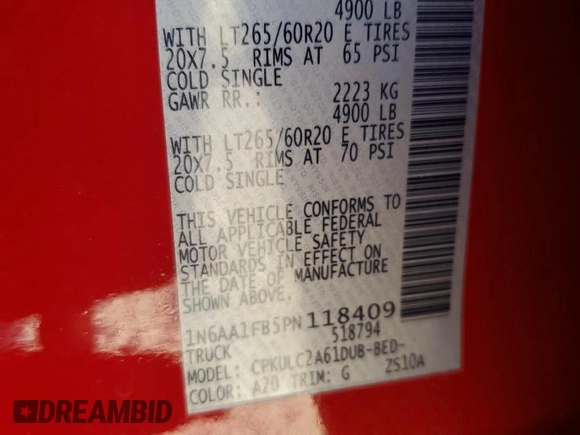 4900 LB
WITH LT265/60R20 E TIRES
20X7.5 RIMS AT 65 PSI
COLD SINGLE
GAWR RR.: 2223 KG
4900 LB
WITH LT265/60R20 E TIRES
20X7.5 RIMS AT 70 PSI
COLD SINGLE
THIS VEHICLE CONFORMS TO
ALL APPLICABLE FEDERAL
MOTOR VEHICLE SAFETY
STANDARDS IN EFFECT ON
THE DATE OF MANUFACTURE
SHOWN ABOVE.
1N6AA1FB5PN118409
TRUCK 518794
MODEL: CPKULC2A61DUB-BED-
COLOR: A20 TRIM: G ZS10A
DREAMBID